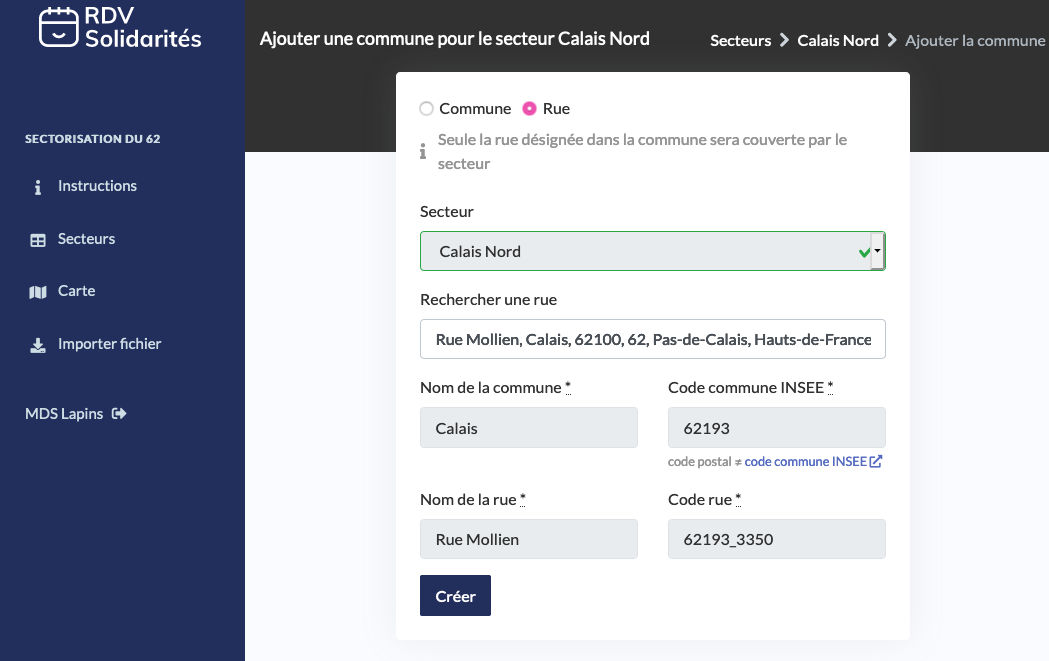 RDV
Solidarités
SECTORISATION DU 62
Instructions
Secteurs
Carte
Importer fichier
MDS Lapins
Ajouter une commune pour le secteur Calais Nord
Secteurs > Calais Nord > Ajouter la commune
Commune Rue
Seule la rue désignée dans la commune sera couverte par le
secteur
Secteur
Calais Nord
Rechercher une rue
Rue Mollien, Calais, 62100, 62, Pas-de-Calais, Hauts-de-France
Nom de la commune * Code commune INSEE *
Calais 62193
code postal ≠ code commune INSEE
Nom de la rue * Code rue *
Rue Mollien 62193_3350
Créer